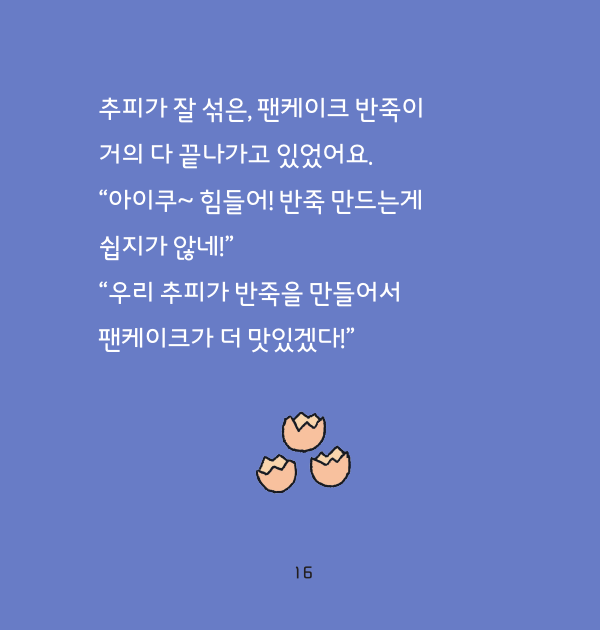 추피가 잘 섞은, 팬케이크 반죽이
거의 다 끝나가고 있었어요.
“아이쿠~ 힘들어! 반죽 만드는게
쉽지가 않네!”
“우리 추피가 반죽을 만들어서
팬케이크가 더 맛있겠다!”
16